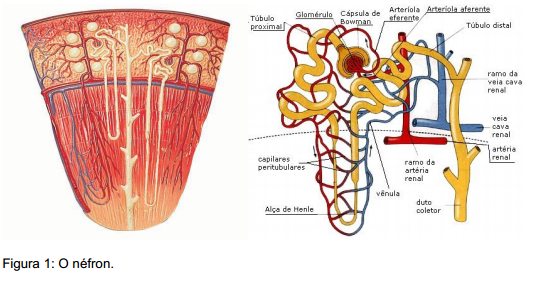 Túbulo
proximal
Glomérulo
Cápsula de
Bowman
Arteríola
eferente
Arteríola aferente
Túbulo distal
ramo da
veia cava
renal
veia
cava
renal
artéria
renal
capilares
peritubulares
ramo da
artéria
renal
vênula
Alça de Henle
duto
coletor
Figura 1: O néfron.